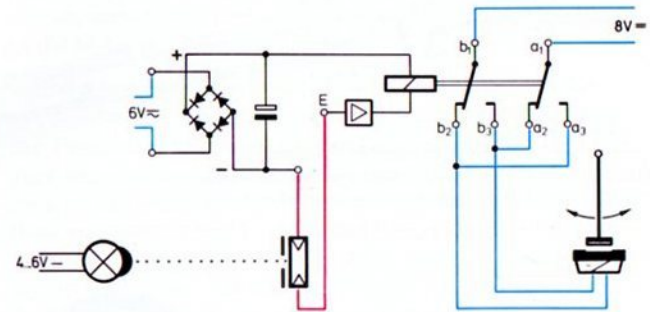 8V=
b₁
a₁
+
E
6V≂
b₂
b₃
a₂
a₃
−
4...6V−